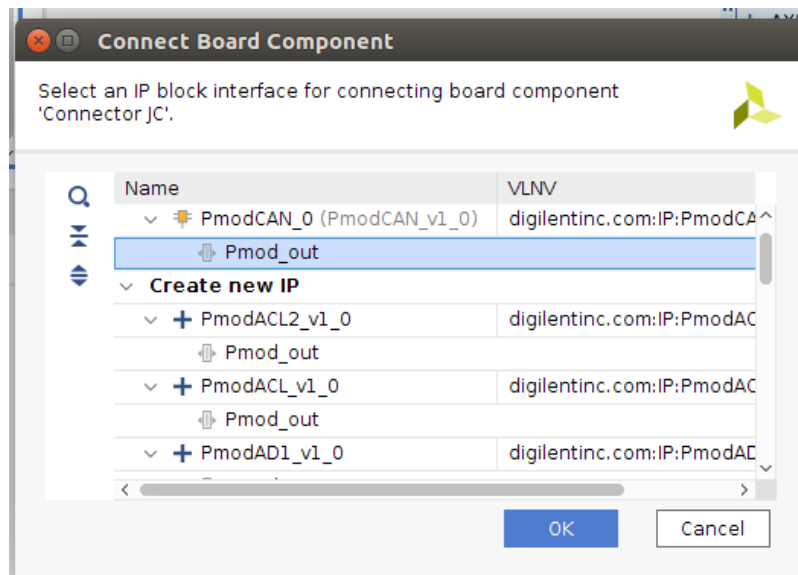 Connect Board Component
Select an IP block interface for connecting board component
'Connector JC'.
Name VLNV
PmodCAN_0 (PmodCAN_v1_0) digilentinc.com:IP:PmodCA
Pmod_out
Create new IP
PmodACL2_v1_0 digilentinc.com:IP:PmodAC
Pmod_out
PmodACL_v1_0 digilentinc.com:IP:PmodAC
Pmod_out
PmodAD1_v1_0 digilentinc.com:IP:PmodAD
OK Cancel